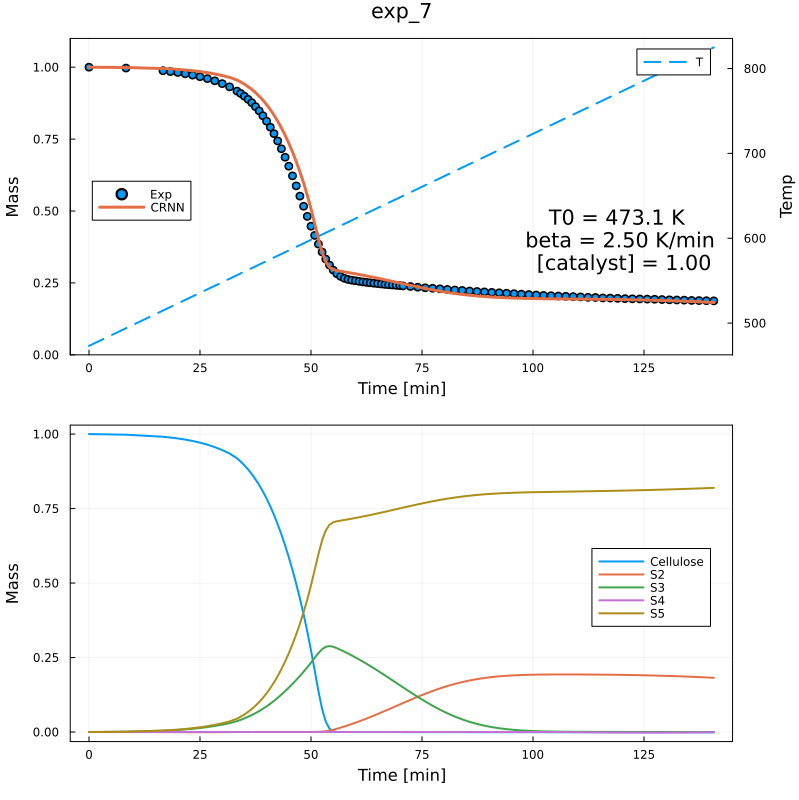 exp_7
1.00
0.75
0.50
0.25
0.00
Mass
Exp
CRNN
T
800
700
600
500
Temp
T0 = 473.1 K
beta = 2.50 K/min
[catalyst] = 1.00
0 25 50 75 100 125
Time [min]
1.00
0.75
0.50
0.25
0.00
Mass
Cellulose
S2
S3
S4
S5
0 25 50 75 100 125
Time [min]